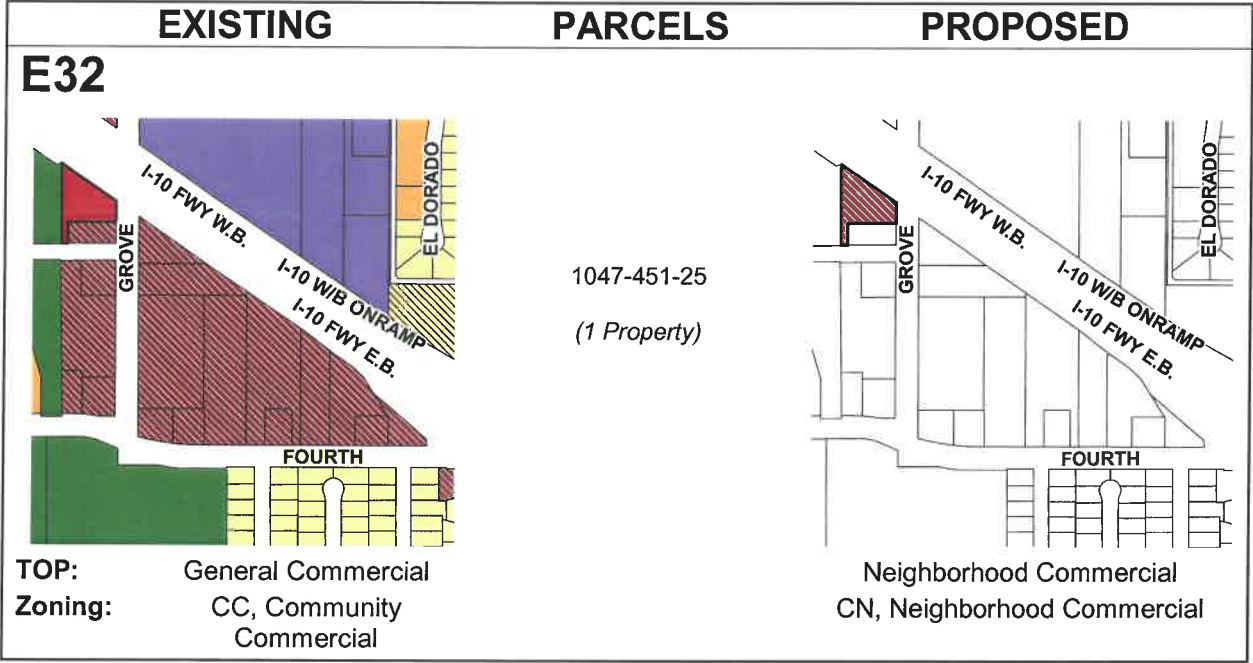 EXISTING PARCELS PROPOSED
E32
I-10 FWY W.B.
EL DORADO
GROVE
I-10 W/B ONRAMP
I-10 FWY E.B.
FOURTH
1047-451-25
(1 Property)
I-10 FWY W.B.
EL DORADO
GROVE
I-10 W/B ONRAMP
I-10 FWY E.B.
FOURTH
TOP: General Commercial
Zoning: CC, Community
Commercial
Neighborhood Commercial
CN, Neighborhood Commercial